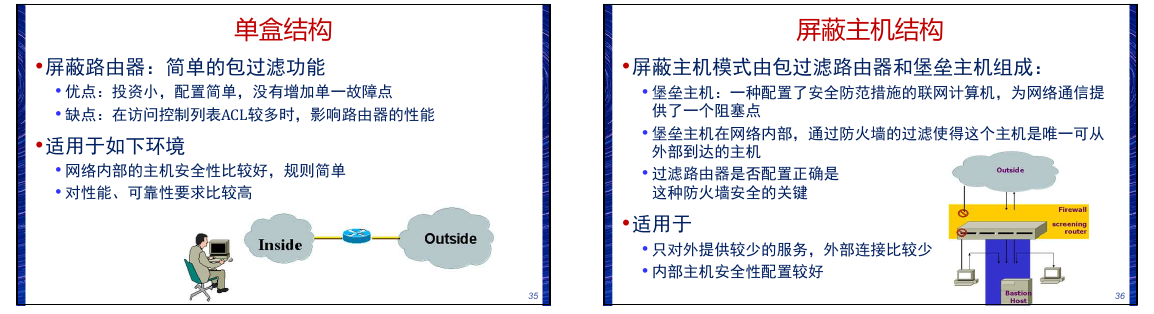 单盒结构
•屏蔽路由器：简单的包过滤功能
•优点：投资小，配置简单，没有增加单一故障点
•缺点：在访问控制列表ACL较多时，影响路由器的性能
•适用于如下环境
•网络内部的主机安全性比较好，规则简单
•对性能、可靠性要求比较高
Inside
Outside
35
屏蔽主机结构
•屏蔽主机模式由包过滤路由器和堡垒主机组成：
•堡垒主机：一种配置了安全防范措施的联网计算机，为网络通信提
供了一个阻塞点
•堡垒主机在网络内部，通过防火墙的过滤使得这个主机是唯一可从
外部到达的主机
•过滤路由器是否配置正确是
这种防火墙安全的关键
•适用于
•只对外提供较少的服务，外部连接比较少
•内部主机安全性配置较好
Outside
Firewall
screening
router
Bastion
Host
36